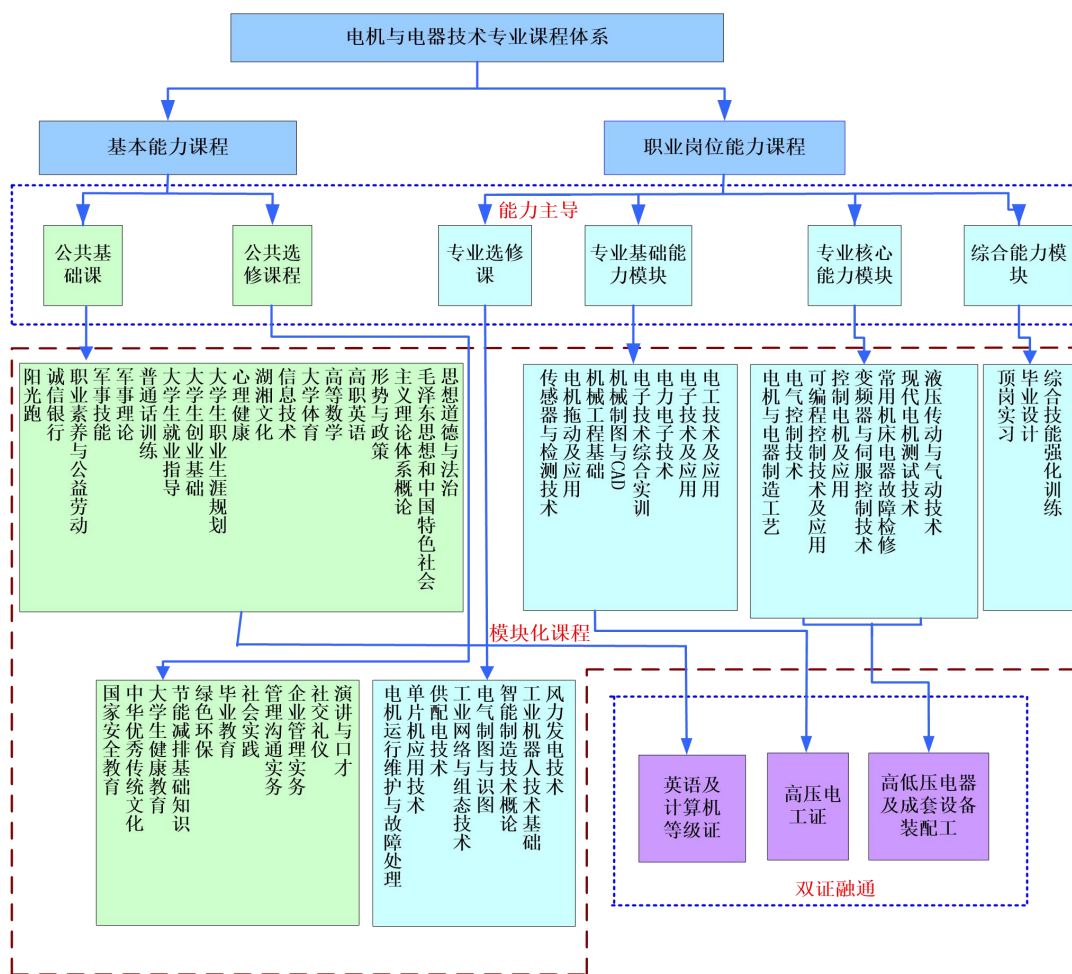 电机与电器技术专业课程体系
基本能力课程
职业岗位能力课程
能力主导
公共基
础课
公共选
修课程
专业选修
课
专业基础能
力模块
专业核心
能力模块
综合能力模
块
思想道德与法治
毛泽东思想和中国特色社会
主义理论体系概论
形势与政策
高职英语
高等数学
大学体育
信息技术
湖湘文化
心理健康
大学生职业生涯规划
大学生创业基础
大学生就业指导
普通话训练
军事理论
军事技能
职业素养与公益劳动
诚信银行
阳光跑
电工技术及应用
电子技术及应用
电力电子技术
电子技术综合实训
机械制图与CAD
机械工程基础
电机拖动及应用
传感器与检测技术
液压传动与气动技术
现代电机测试技术
常用机床电器故障检修
变频器与伺服控制技术
控制电机及应用
可编程控制技术及应用
电气控制技术
电机与电器制造工艺
综合技能强化训练
毕业设计
顶岗实习
模块化课程
演讲与口才
社交礼仪
企业管理实务
管理沟通实务
社会实践
毕业教育
绿色环保
节能减排基础知识
大学生健康教育
中华优秀传统文化
国家安全教育
风力发电技术
工业机器人技术基础
智能制造技术概论
电气制图与识图
工业网络与组态技术
供配电技术
单片机应用技术
电机运行维护与故障处理
英语及
计算机
等级证
高压电
工证
高低压电器
及成套设备
装配工
双证融通